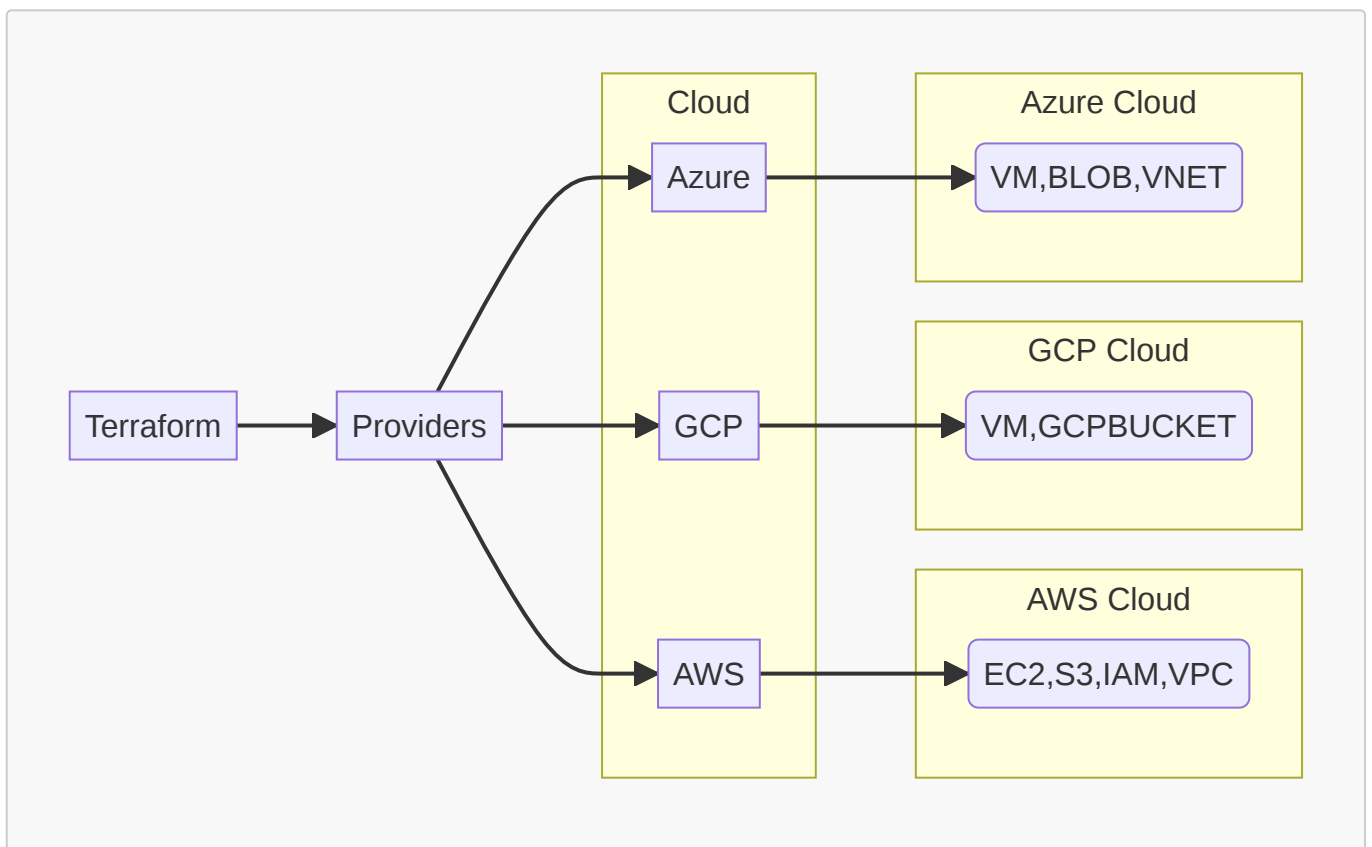 Cloud
Azure Cloud
Azure
VM,BLOB,VNET
GCP Cloud
Terraform
Providers
GCP
VM,GCPBUCKET
AWS Cloud
AWS
EC2,S3,IAM,VPC